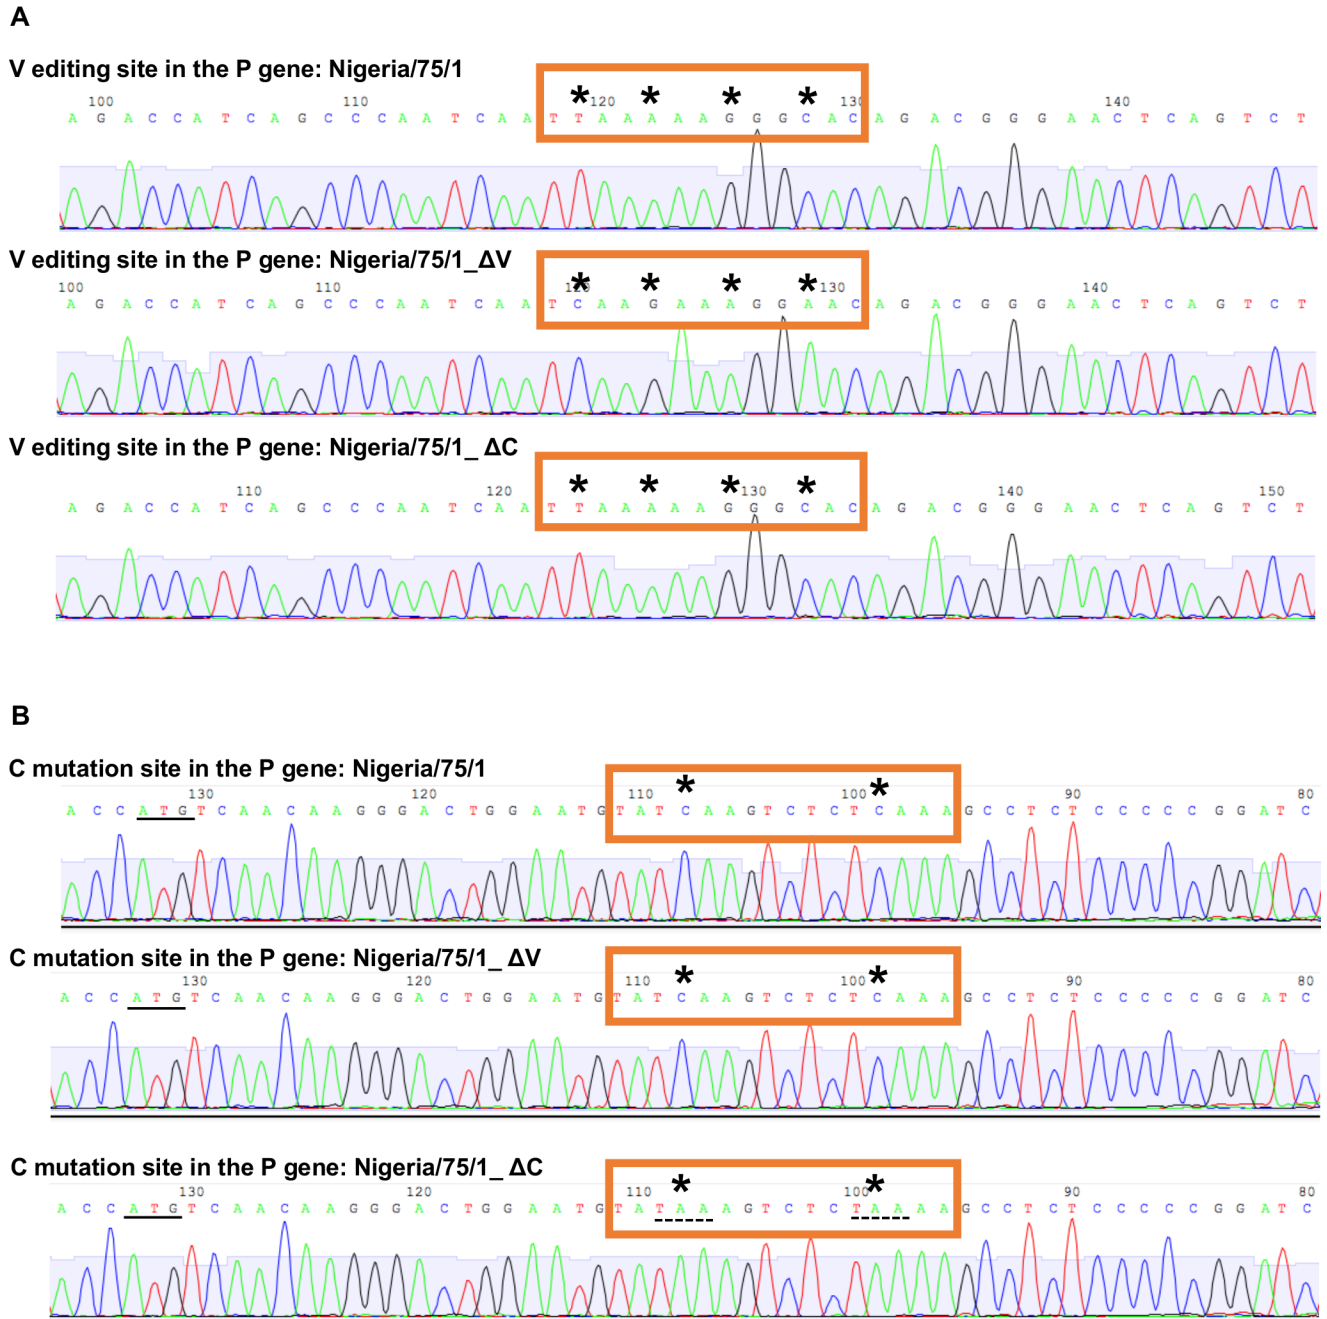 A
V editing site in the P gene: Nigeria/75/1
100 110 120 130 140
A G A C C A T C A G C C C A A T C A A T T A A A A A G G G C A C A G A C G G G A A C T C A G T C T
V editing site in the P gene: Nigeria/75/1_ΔV
100 110 120 130 140
A G A C C A T C A G C C C A A T C A A T C A A G A A A G G A A C A G A C G G G A A C T C A G T C T
V editing site in the P gene: Nigeria/75/1_ ΔC
110 120 130 140 150
A G A C C A T C A G C C C A A T C A A T T A A A A A G G G C A C A G A C G G G A A C T C A G T C T
B
C mutation site in the P gene: Nigeria/75/1
130 120 110 100 90 80
A C C A T G T C A A C A A G G G A C T G G A A T G T A T C A A G T C T C T C A A A G C C T C T C C C C C G G A T C
C mutation site in the P gene: Nigeria/75/1_ ΔV
130 120 110 100 90 80
A C C A T G T C A A C A A G G G A C T G G A A T G T A T C A A G T C T C T C A A A G C C T C T C C C C C G G A T C
C mutation site in the P gene: Nigeria/75/1_ ΔC
130 120 110 100 90 80
A C C A T G T C A A C A A G G G A C T G G A A T G T A T A A A G T C T C T A A A A G C C T C T C C C C C G G A T C